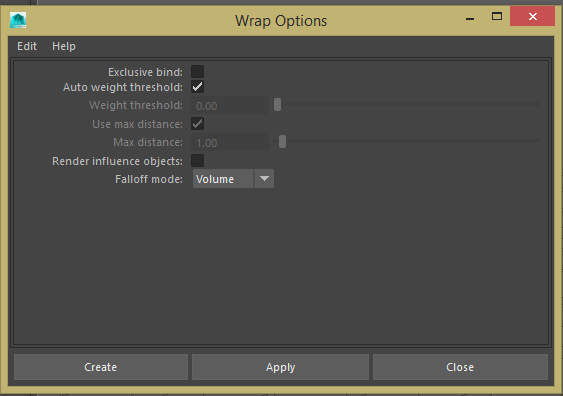 Wrap Options
Edit Help
Exclusive bind:
Auto weight threshold:
Weight threshold: 0.00
Use max distance:
Max distance: 1.00
Render influence objects:
Falloff mode: Volume
Create Apply Close